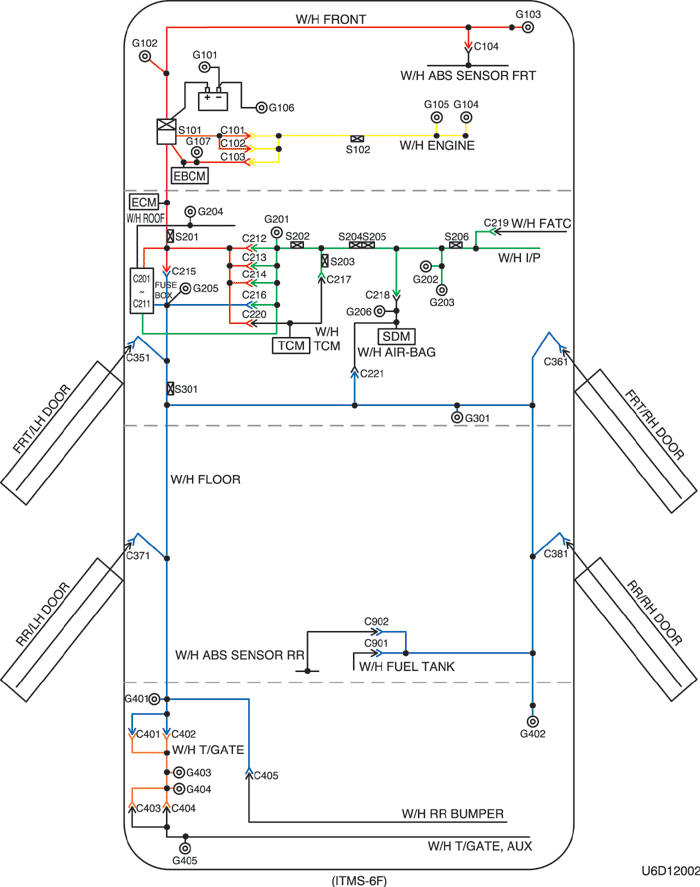 W/H FRONT
G103
G102
G101
C104
W/H ABS SENSOR FRT
G106
G105
G104
S101
C101
G107
C102
S102
W/H ENGINE
C103
EBCM
ECM
W/H ROOF
G204
G201
C219
W/H FATC
S201
C212
S202
S204
S205
S206
W/H I/P
C213
S203
C201
~
C211
C215
C214
C217
G202
FUSE
BOX
G205
C216
C218
G203
G206
C220
W/H
TCM
TCM
SDM
W/H AIR-BAG
C351
C361
C221
S301
FRT/LH DOOR
FRT/RH DOOR
G301
W/H FLOOR
C371
C381
RR/LH DOOR
RR/RH DOOR
C902
W/H ABS SENSOR RR
C901
W/H FUEL TANK
G401
G402
C401
C402
W/H T/GATE
G403
C405
G404
C403
C404
W/H RR BUMPER
W/H T/GATE, AUX
G405
(ITMS-6F)
U6D12002